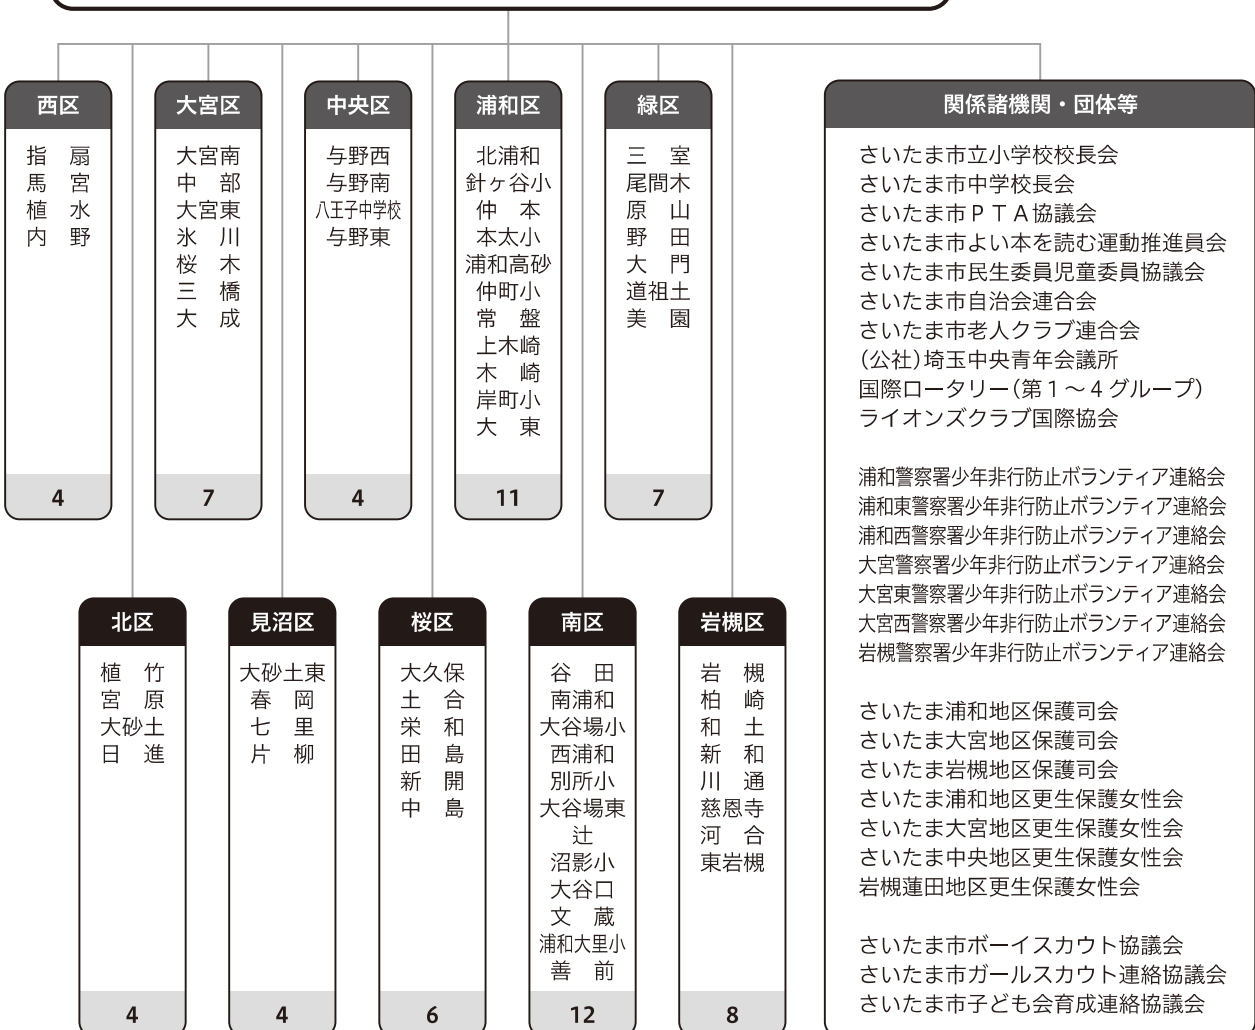 西区
指　扇
馬　宮
植　水
内　野
4
大宮区
大宮南
中　部
大宮東
氷　川
桜　木
三　橋
大　成
7
中央区
与野西
与野南
八王子中学校
与野東
4
浦和区
北浦和
針ヶ谷小
仲　本
本太小
浦和高砂
仲町小
常　盤
上木崎
木　崎
岸町小
大　東
11
緑区
三　室
尾間木
原　山
野　田
大　門
道祖土
美　園
7
北区
植　竹
宮　原
大砂土
日　進
4
見沼区
大砂土東
春　岡
七　里
片　柳
4
桜区
大久保
土　合
栄　和
田　島
新　開
中　島
6
南区
谷　田
南浦和
大谷場小
西浦和
別所小
大谷場東
辻
沼影小
大谷口
文　蔵
浦和大里小
善　前
12
岩槻区
岩　槻
柏　崎
和　土
新　和
川　通
慈恩寺
河　合
東岩槻
8
関係諸機関・団体等
さいたま市立小学校校長会
さいたま市中学校長会
さいたま市ＰＴＡ協議会
さいたま市よい本を読む運動推進員会
さいたま市民生委員児童委員協議会
さいたま市自治会連合会
さいたま市老人クラブ連合会
(公社)埼玉中央青年会議所
国際ロータリー(第１～４グループ)
ライオンズクラブ国際協会
浦和警察署少年非行防止ボランティア連絡会
浦和東警察署少年非行防止ボランティア連絡会
浦和西警察署少年非行防止ボランティア連絡会
大宮警察署少年非行防止ボランティア連絡会
大宮東警察署少年非行防止ボランティア連絡会
大宮西警察署少年非行防止ボランティア連絡会
岩槻警察署少年非行防止ボランティア連絡会
さいたま浦和地区保護司会
さいたま大宮地区保護司会
さいたま岩槻地区保護司会
さいたま浦和地区更生保護女性会
さいたま大宮地区更生保護女性会
さいたま中央地区更生保護女性会
岩槻蓮田地区更生保護女性会
さいたま市ボーイスカウト協議会
さいたま市ガールスカウト連絡協議会
さいたま市子ども会育成連絡協議会